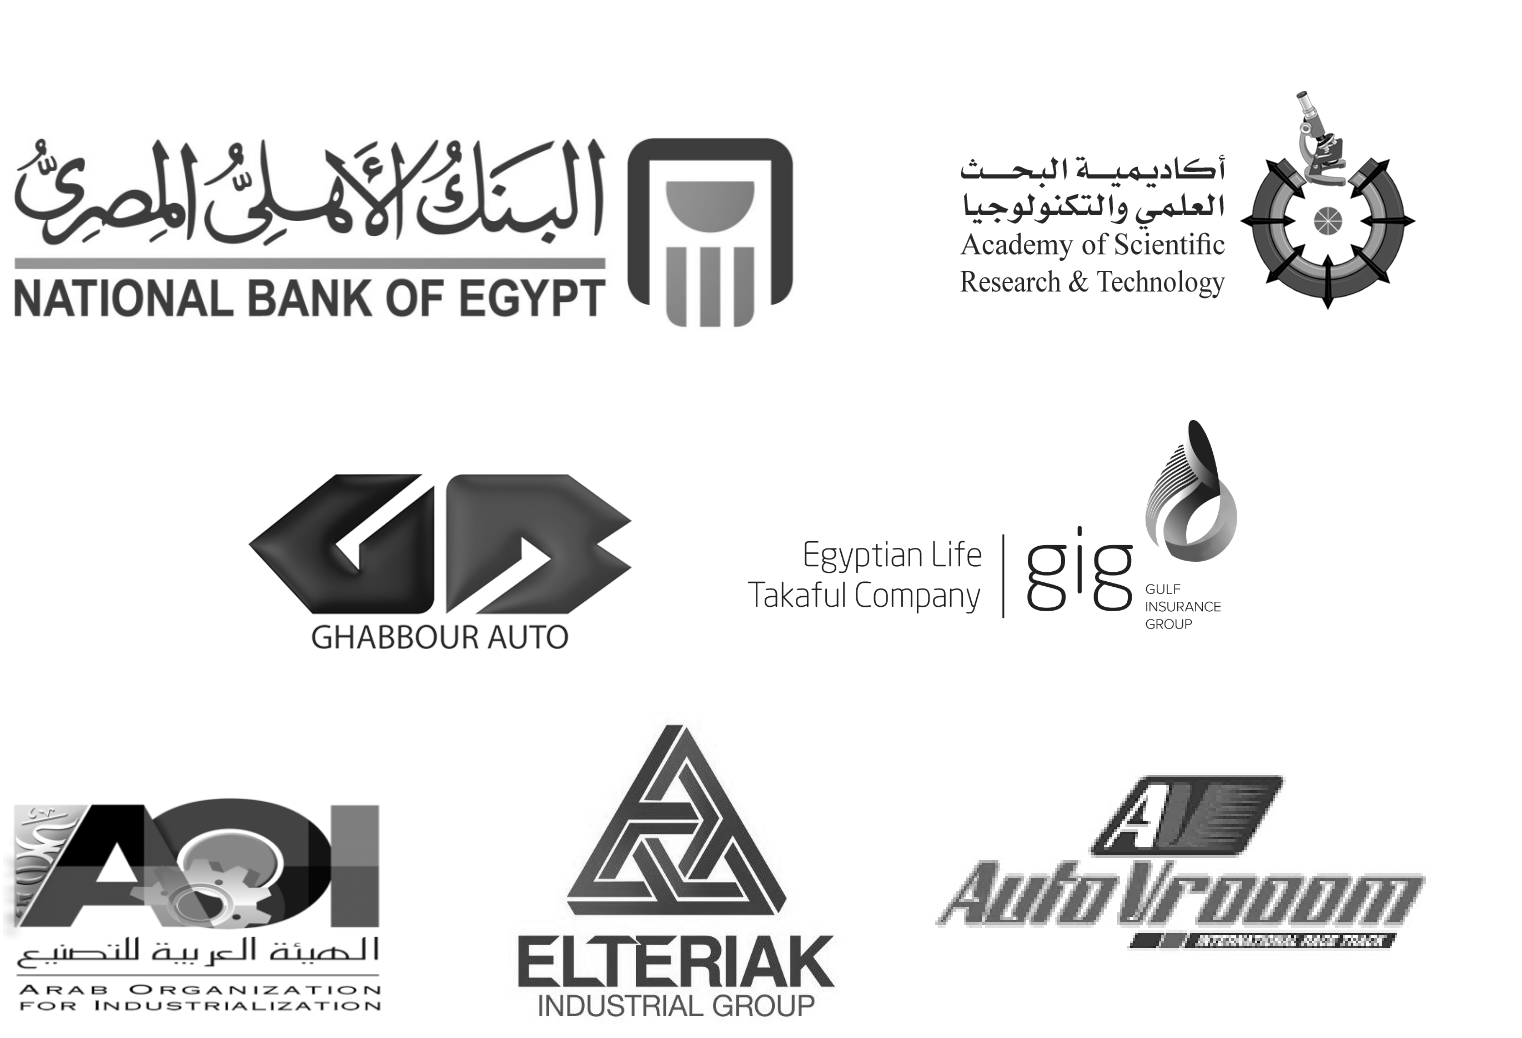 البنك الأهلي المصري
NATIONAL BANK OF EGYPT
أكاديمية البحث
العلمي والتكنولوجيا
Academy of Scientific
Research & Technology
GB
GHABBOUR AUTO
Egyptian Life
Takaful Company
gig
GULF
INSURANCE
GROUP
AOI
الهيئة العربية للتصنيع
ARAB ORGANIZATION
FOR INDUSTRIALIZATION
ELTERIAK
INDUSTRIAL GROUP
AV
AutoVrooom